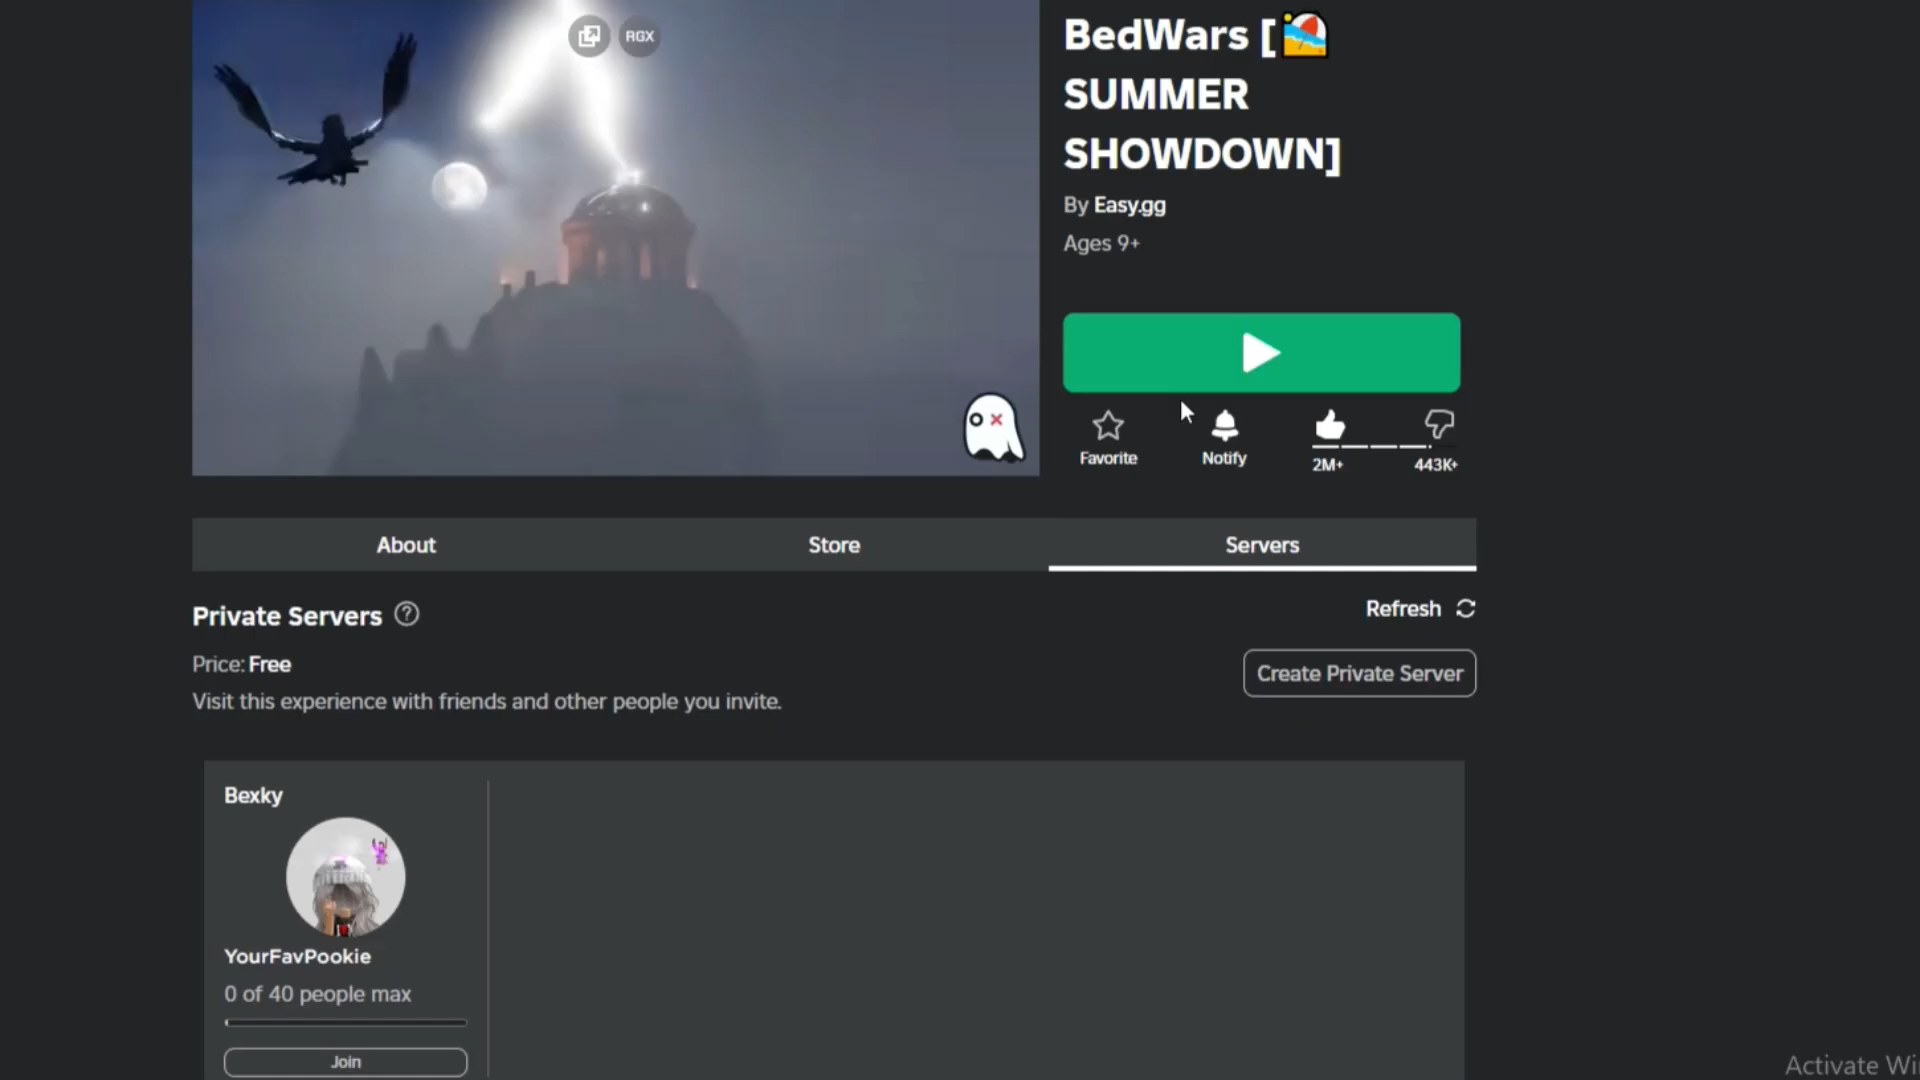 RGX
BedWars [🏖️
SUMMER
SHOWDOWN]
By Easy.gg
Ages 9+
Favorite
Notify
2M+
443K+
About
Store
Servers
Private Servers
Refresh
Price: Free
Create Private Server
Visit this experience with friends and other people you invite.
Bexky
YourFavPookie
0 of 40 people max
Join
Activate Wi